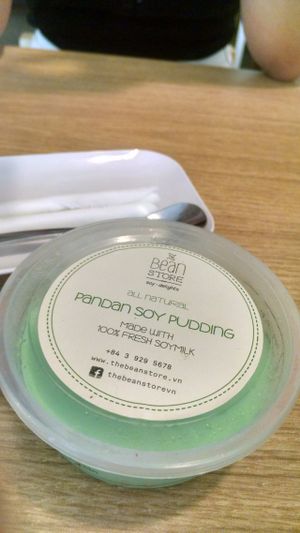 THE
Bean
STORE
soy-delights
ALL NATURAL
PANDAN SOY PUDDING
MADE WITH
100% FRESH SOYMILK
+84 3 929 5678
www.thebeanstore.vn
f thebeanstorevn